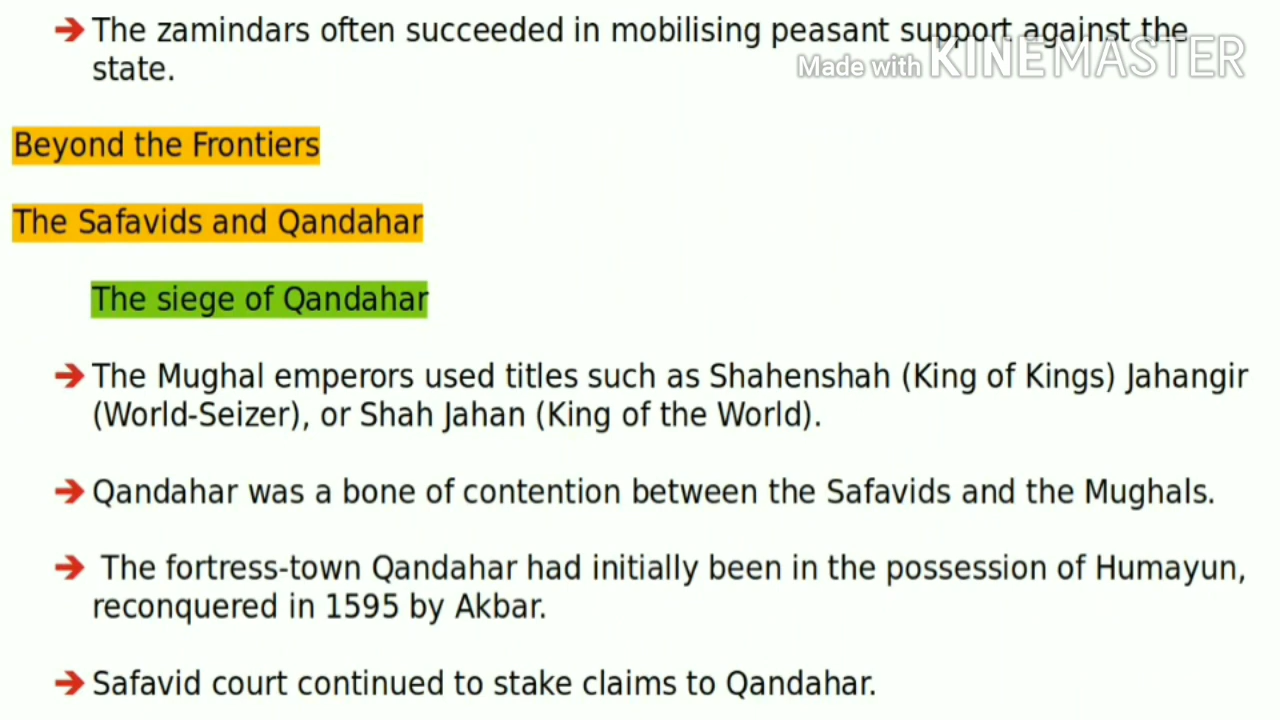 ➔ The zamindars often succeeded in mobilising peasant support against the
state.
Made with KINEMASTER
Beyond the Frontiers
The Safavids and Qandahar
The siege of Qandahar
➔ The Mughal emperors used titles such as Shahenshah (King of Kings) Jahangir
(World-Seizer), or Shah Jahan (King of the World).
➔ Qandahar was a bone of contention between the Safavids and the Mughals.
➔ The fortress-town Qandahar had initially been in the possession of Humayun,
reconquered in 1595 by Akbar.
➔ Safavid court continued to stake claims to Qandahar.